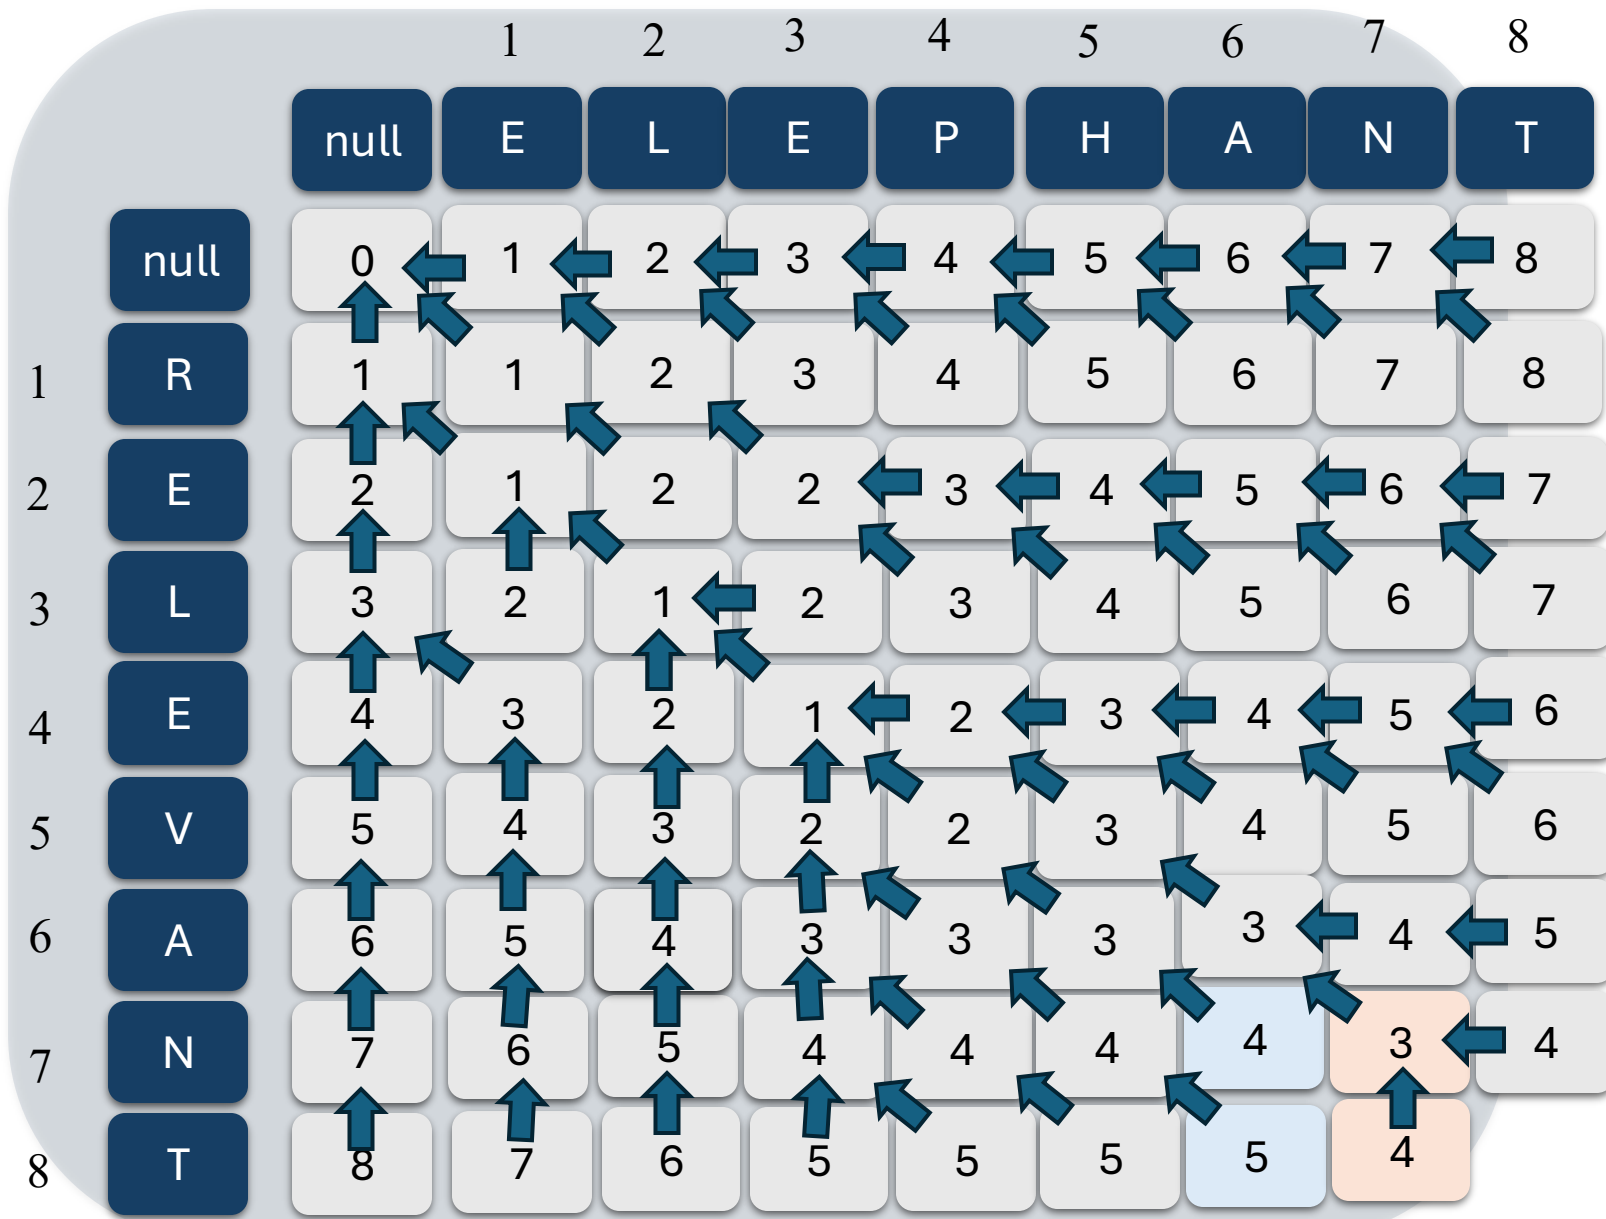 1 2 3 4 5 6 7 8
null E L E P H A N T
null 0 1 2 3 4 5 6 7 8
1 R 1 1 2 3 4 5 6 7 8
2 E 2 1 2 2 3 4 5 6 7
3 L 3 2 1 2 3 4 5 6 7
4 E 4 3 2 1 2 3 4 5 6
5 V 5 4 3 2 2 3 4 5 6
6 A 6 5 4 3 3 3 3 4 5
7 N 7 6 5 4 4 4 4 3 4
8 T 8 7 6 5 5 5 5 4